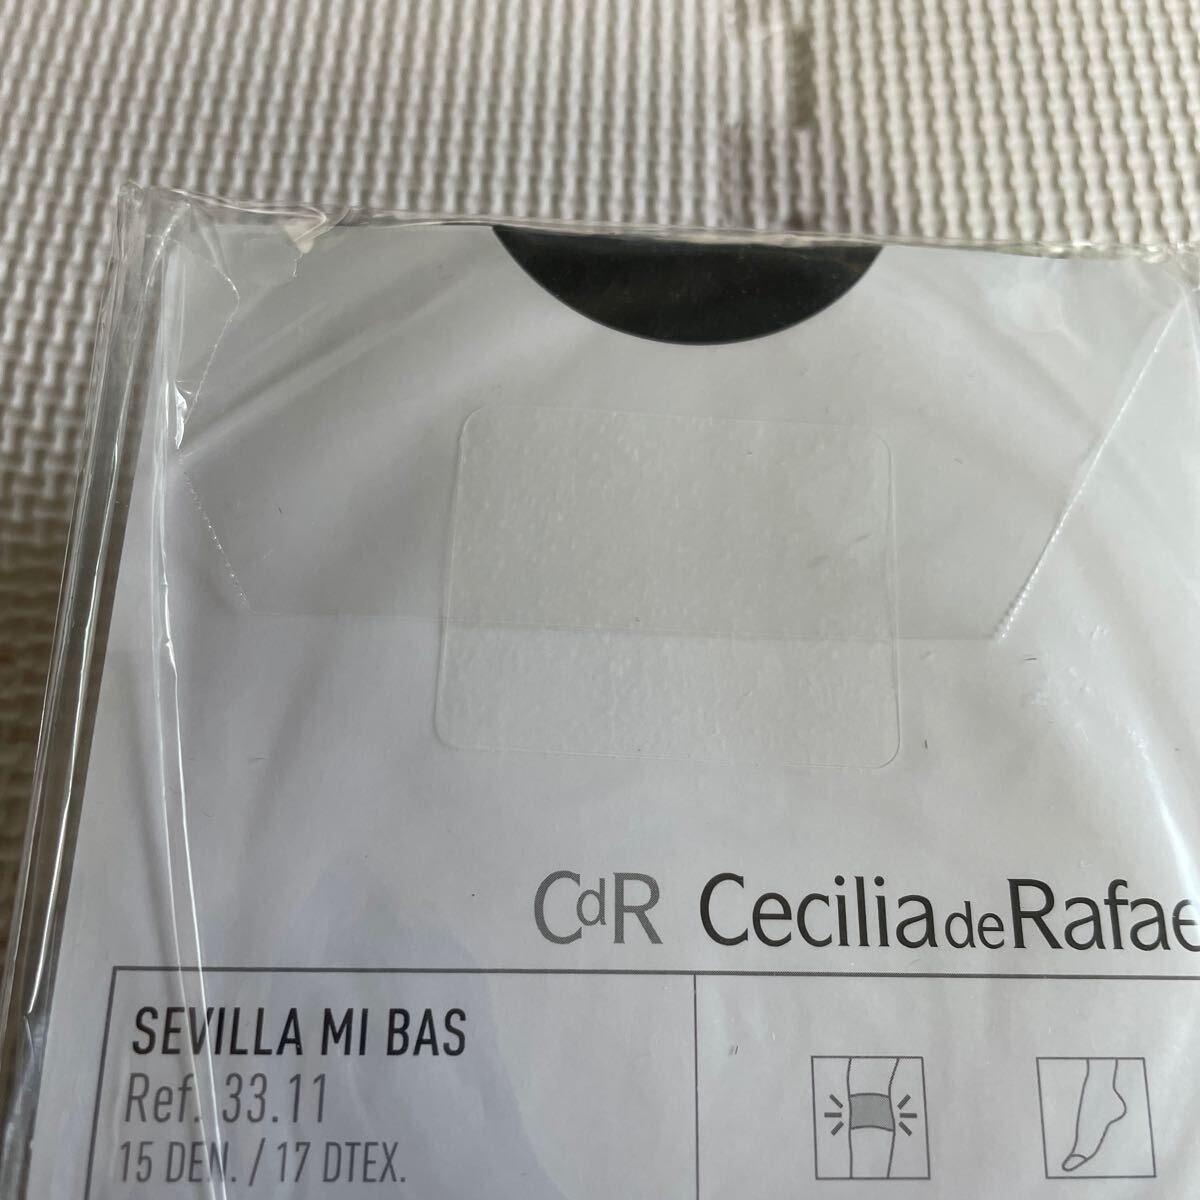 CdR CeciliadeRafae
SEVILLA MI BAS
Ref. 33.11
15 DEN. / 17 DTEX.